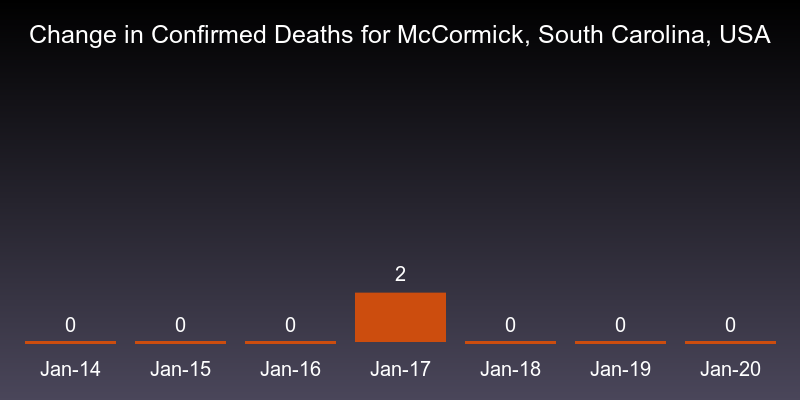 Change in Confirmed Deaths for McCormick, South Carolina, USA
2
0 0 0 0 0 0
Jan-14 Jan-15 Jan-16 Jan-17 Jan-18 Jan-19 Jan-20